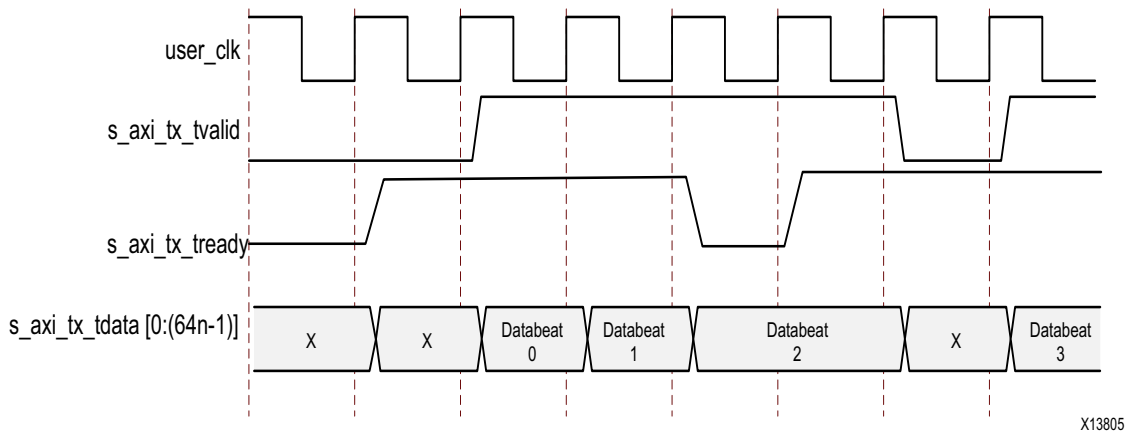 user_clk
s_axi_tx_tvalid
s_axi_tx_tready
s_axi_tx_tdata [0:(64n-1)]
X
X
Databeat
0
Databeat
1
Databeat
2
X
Databeat
3
X13805